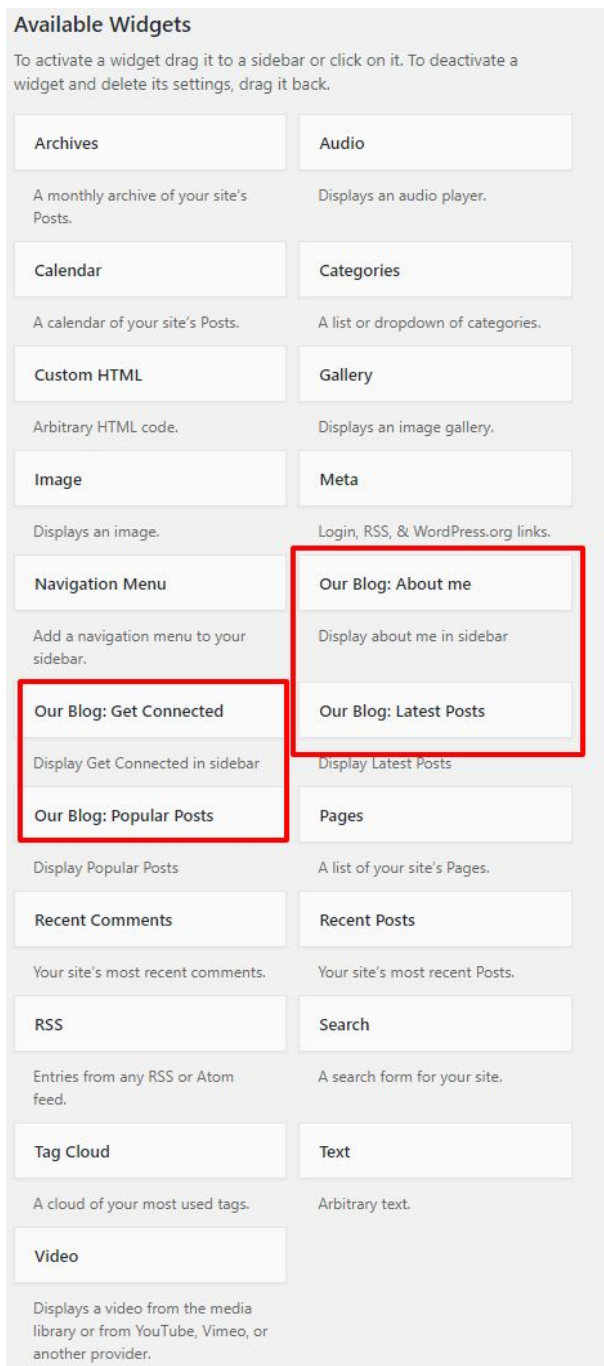 Available Widgets
To activate a widget drag it to a sidebar or click on it. To deactivate a
widget and delete its settings, drag it back.
Archives
A monthly archive of your site's
Posts.
Audio
Displays an audio player.
Calendar
A calendar of your site's Posts.
Categories
A list or dropdown of categories.
Custom HTML
Arbitrary HTML code.
Gallery
Displays an image gallery.
Image
Displays an image.
Meta
Login, RSS, & WordPress.org links.
Navigation Menu
Add a navigation menu to your
sidebar.
Our Blog: About me
Display about me in sidebar
Our Blog: Get Connected
Display Get Connected in sidebar
Our Blog: Latest Posts
Display Latest Posts
Our Blog: Popular Posts
Display Popular Posts
Pages
A list of your site's Pages.
Recent Comments
Your site's most recent comments.
Recent Posts
Your site's most recent Posts.
RSS
Entries from any RSS or Atom
feed.
Search
A search form for your site.
Tag Cloud
A cloud of your most used tags.
Text
Arbitrary text.
Video
Displays a video from the media
library or from YouTube, Vimeo, or
another provider.